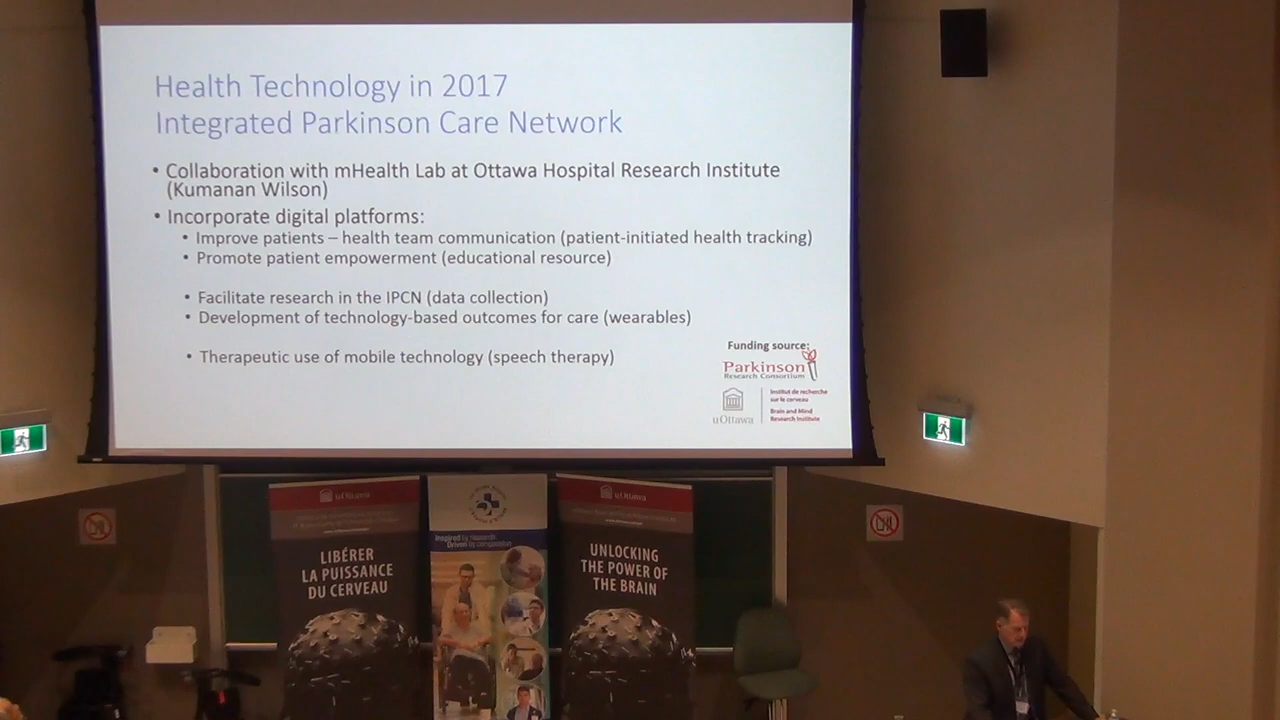 Health Technology in 2017
Integrated Parkinson Care Network
• Collaboration with mHealth Lab at Ottawa Hospital Research Institute
(Kumanan Wilson)
• Incorporate digital platforms:
• Improve patients – health team communication (patient-initiated health tracking)
• Promote patient empowerment (educational resource)
• Facilitate research in the IPCN (data collection)
• Development of technology-based outcomes for care (wearables)
• Therapeutic use of mobile technology (speech therapy)
Funding source:
Parkinson
Research Consortium
uOttawa
Institut de recherche
sur le cerveau
Brain and Mind
Research Institute
uOttawa
LIBÉRER
LA PUISSANCE
DU CERVEAU
Inspired by research.
Driven by compassion.
uOttawa
UNLOCKING
THE POWER OF
THE BRAIN